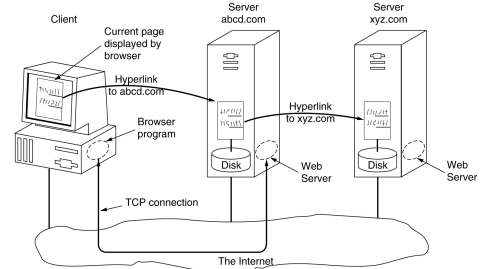 Client
Server
abcd.com
Server
xyz.com
Current page
displayed by
browser
Hyperlink
to abcd.com
Hyperlink
to xyz.com
Browser
program
Disk
Web
Server
Disk
Web
Server
TCP connection
The Internet